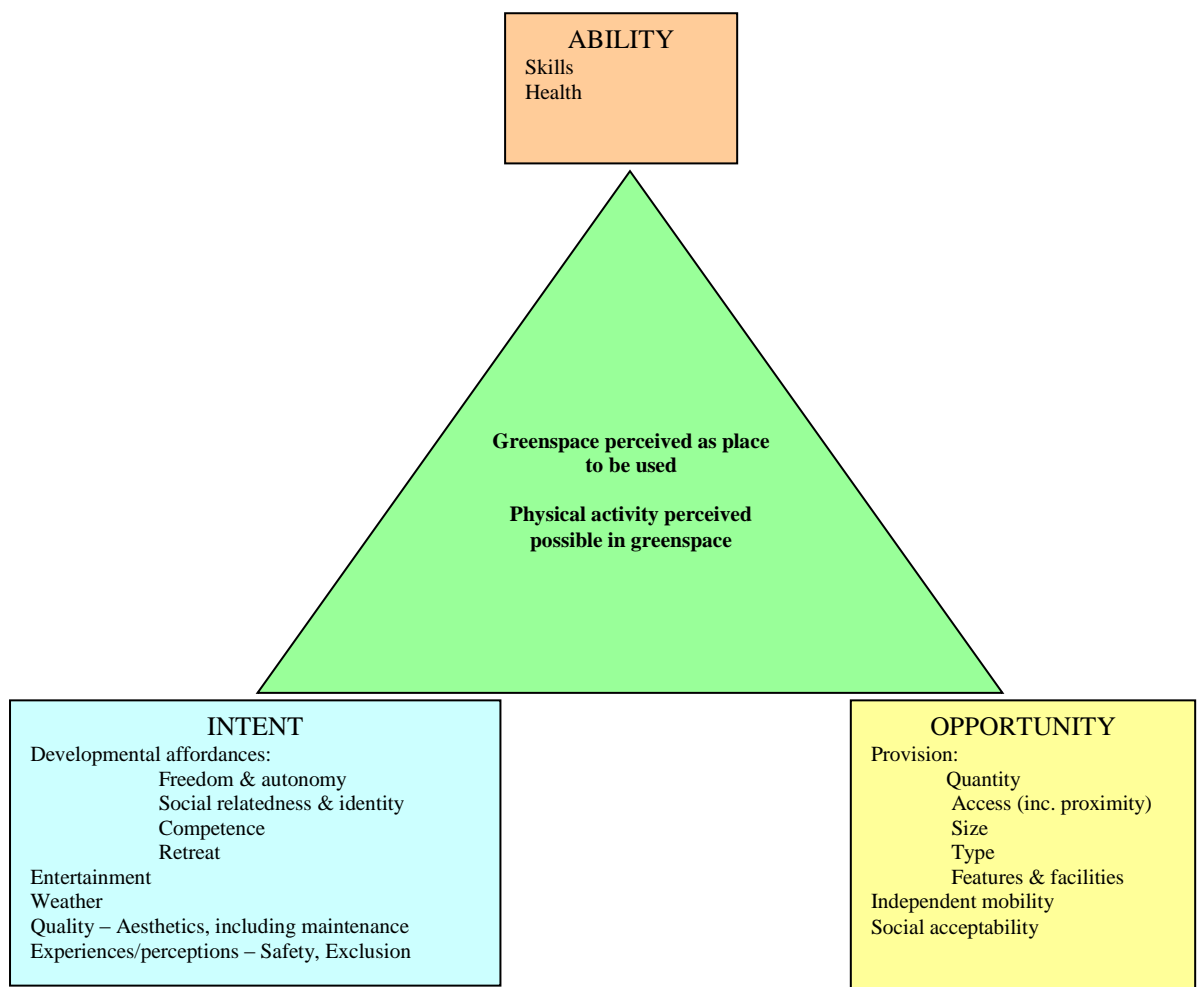 ABILITY
Skills
Health
Greenspace perceived as place
to be used
Physical activity perceived
possible in greenspace
INTENT
Developmental affordances:
Freedom & autonomy
Social relatedness & identity
Competence
Retreat
Entertainment
Weather
Quality – Aesthetics, including maintenance
Experiences/perceptions – Safety, Exclusion
OPPORTUNITY
Provision:
Quantity
Access (inc. proximity)
Size
Type
Features & facilities
Independent mobility
Social acceptability